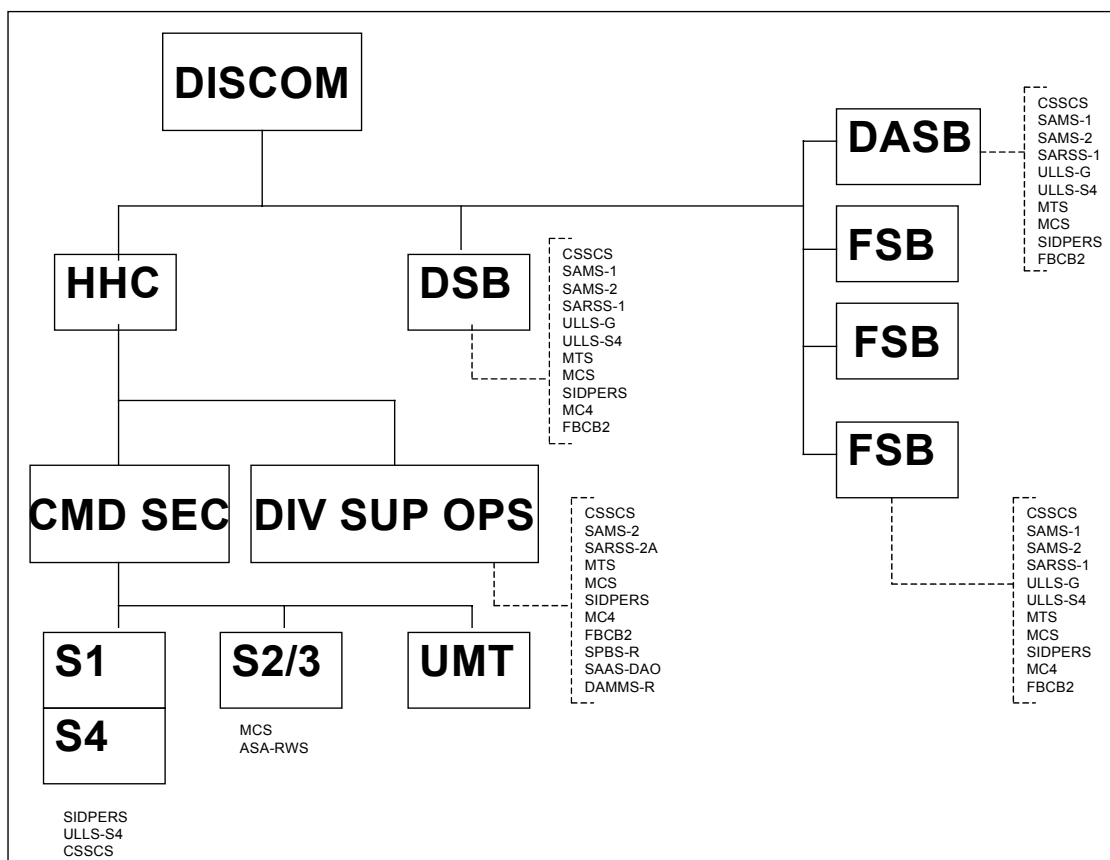 DISCOM
DASB
CSSCS
SAMS-1
SAMS-2
SARSS-1
ULLS-G
ULLS-S4
MTS
MCS
SIDPERS
FBCB2
FSB
FSB
FSB
CSSCS
SAMS-1
SAMS-2
SARSS-1
ULLS-G
ULLS-S4
MTS
MCS
SIDPERS
MC4
FBCB2
HHC
DSB
CSSCS
SAMS-1
SAMS-2
SARSS-1
ULLS-G
ULLS-S4
MTS
MCS
SIDPERS
MC4
FBCB2
CMD SEC
DIV SUP OPS
CSSCS
SAMS-2
SARSS-2A
MTS
MCS
SIDPERS
MC4
FBCB2
SPBS-R
SAAS-DAO
DAMMS-R
S1
S4
SIDPERS
ULLS-S4
CSSCS
S2/3
MCS
ASA-RWS
UMT